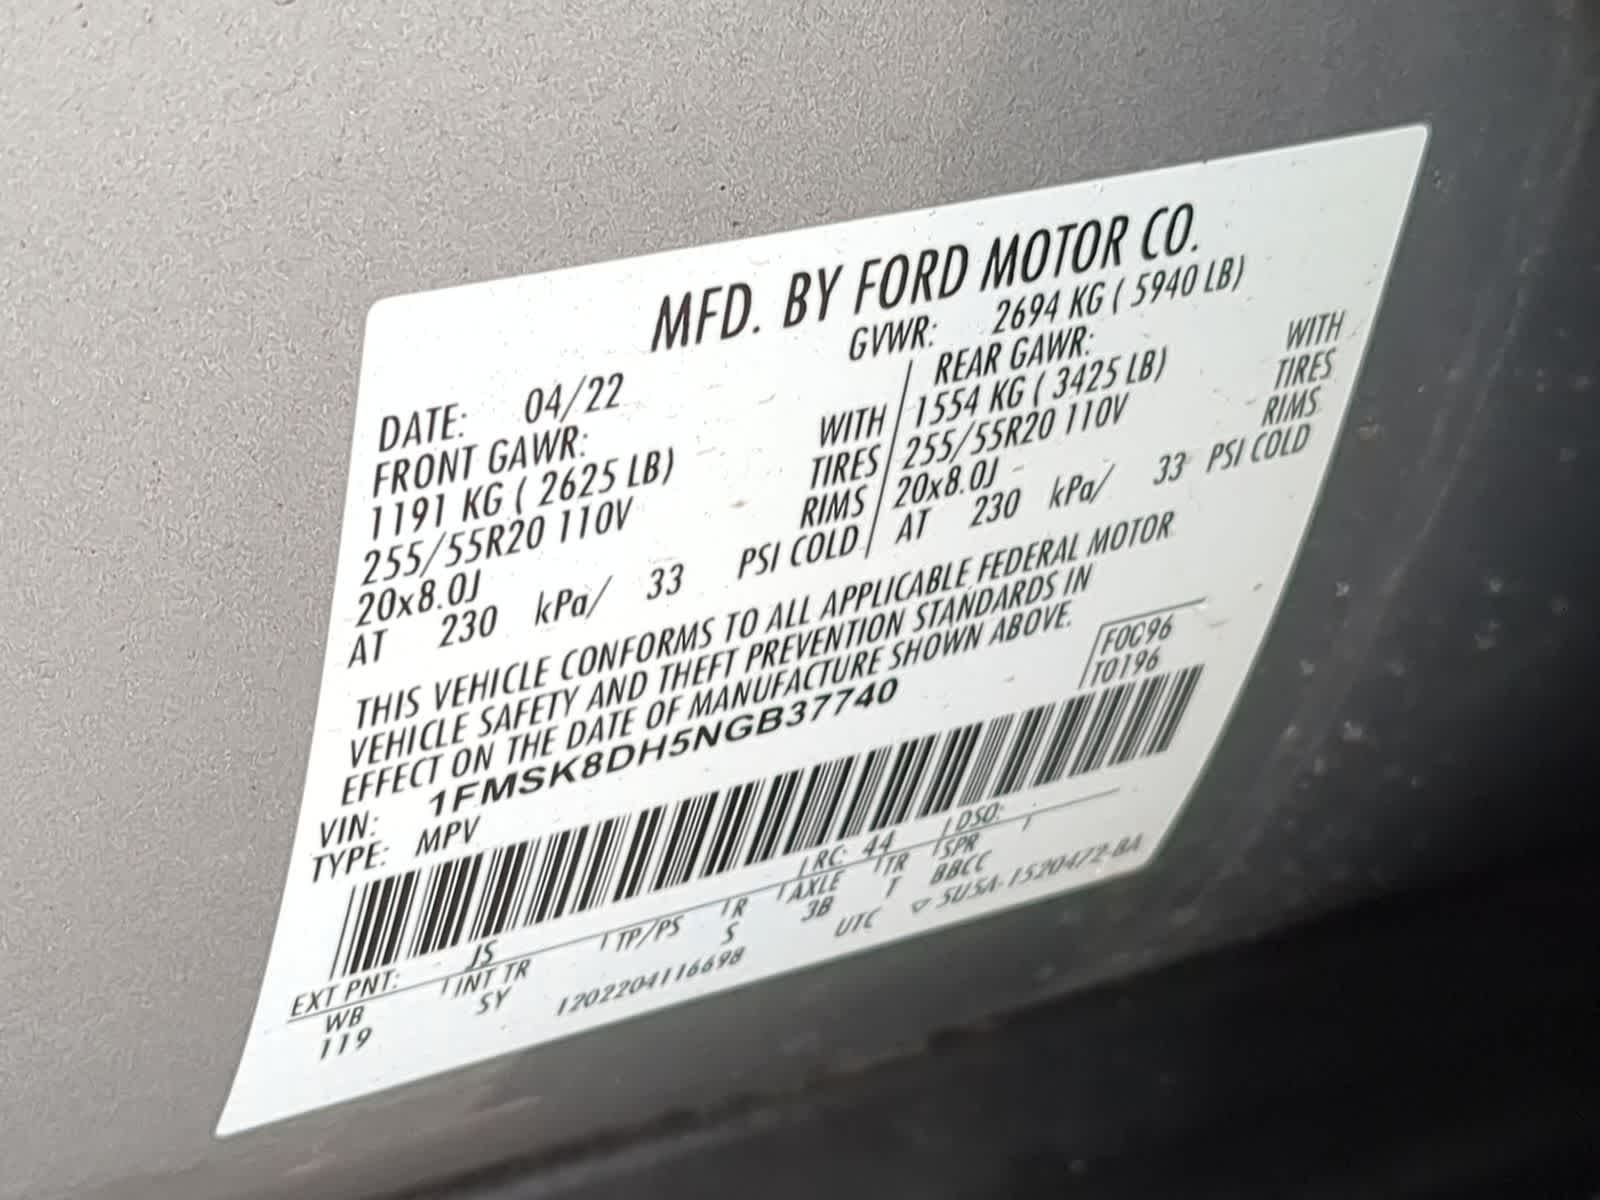 MFD. BY FORD MOTOR CO.
DATE: 04/22 GVWR: 2694 KG ( 5940 LB)
FRONT GAWR: REAR GAWR:
1191 KG ( 2625 LB) WITH 1554 KG ( 3425 LB) WITH
255/55R20 110V TIRES 255/55R20 110V TIRES
20x8.0J RIMS 20x8.0J RIMS
AT 230 kPa/ 33 PSI COLD AT 230 kPa/ 33 PSI COLD
THIS VEHICLE CONFORMS TO ALL APPLICABLE FEDERAL MOTOR
VEHICLE SAFETY AND THEFT PREVENTION STANDARDS IN
EFFECT ON THE DATE OF MANUFACTURE SHOWN ABOVE.
VIN: 1FMSK8DH5NGB37740 F0C96
TYPE: MPV T0196
EXT PNT: JS RC: 44 DSO:
WB INT TR TP/PS R AXLE TR SPR
119 SY S 3B T BBCC
1202204116698 UTC ▽ 5U5A-1520472-BA